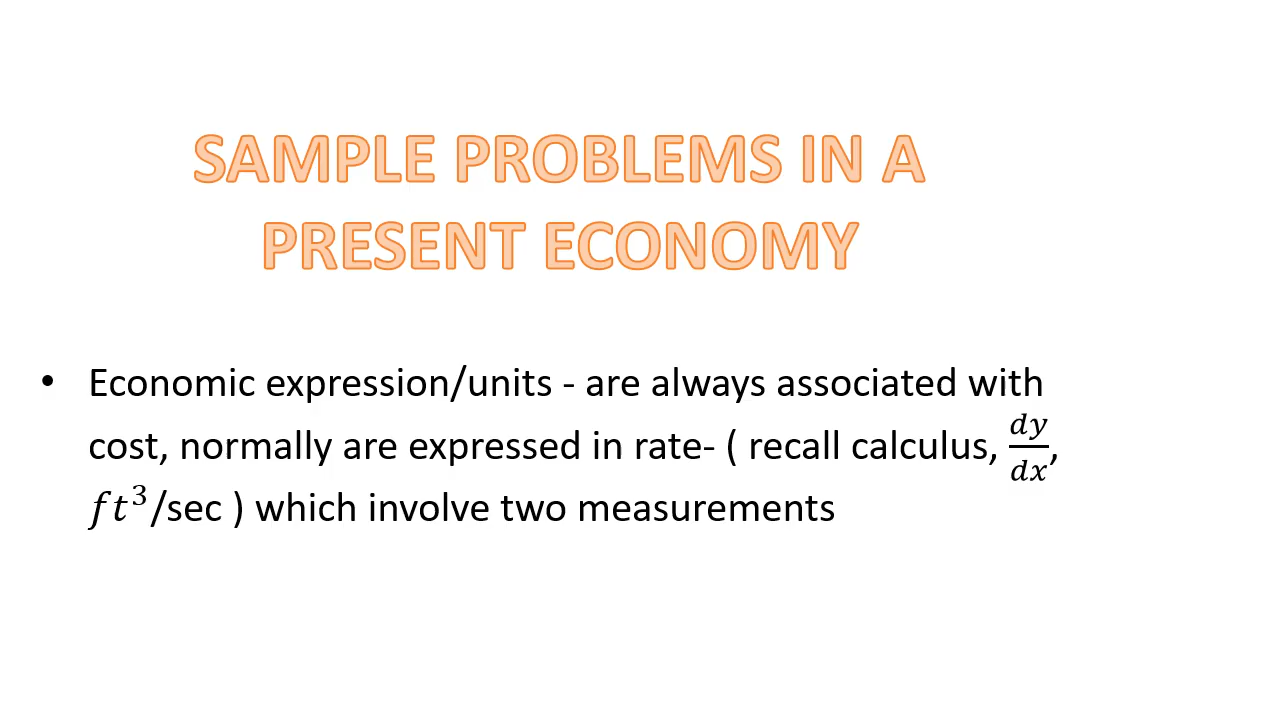 SAMPLE PROBLEMS IN A
PRESENT ECONOMY
• Economic expression/units - are always associated with
cost, normally are expressed in rate- ( recall calculus, dy/dx,
ft³/sec ) which involve two measurements